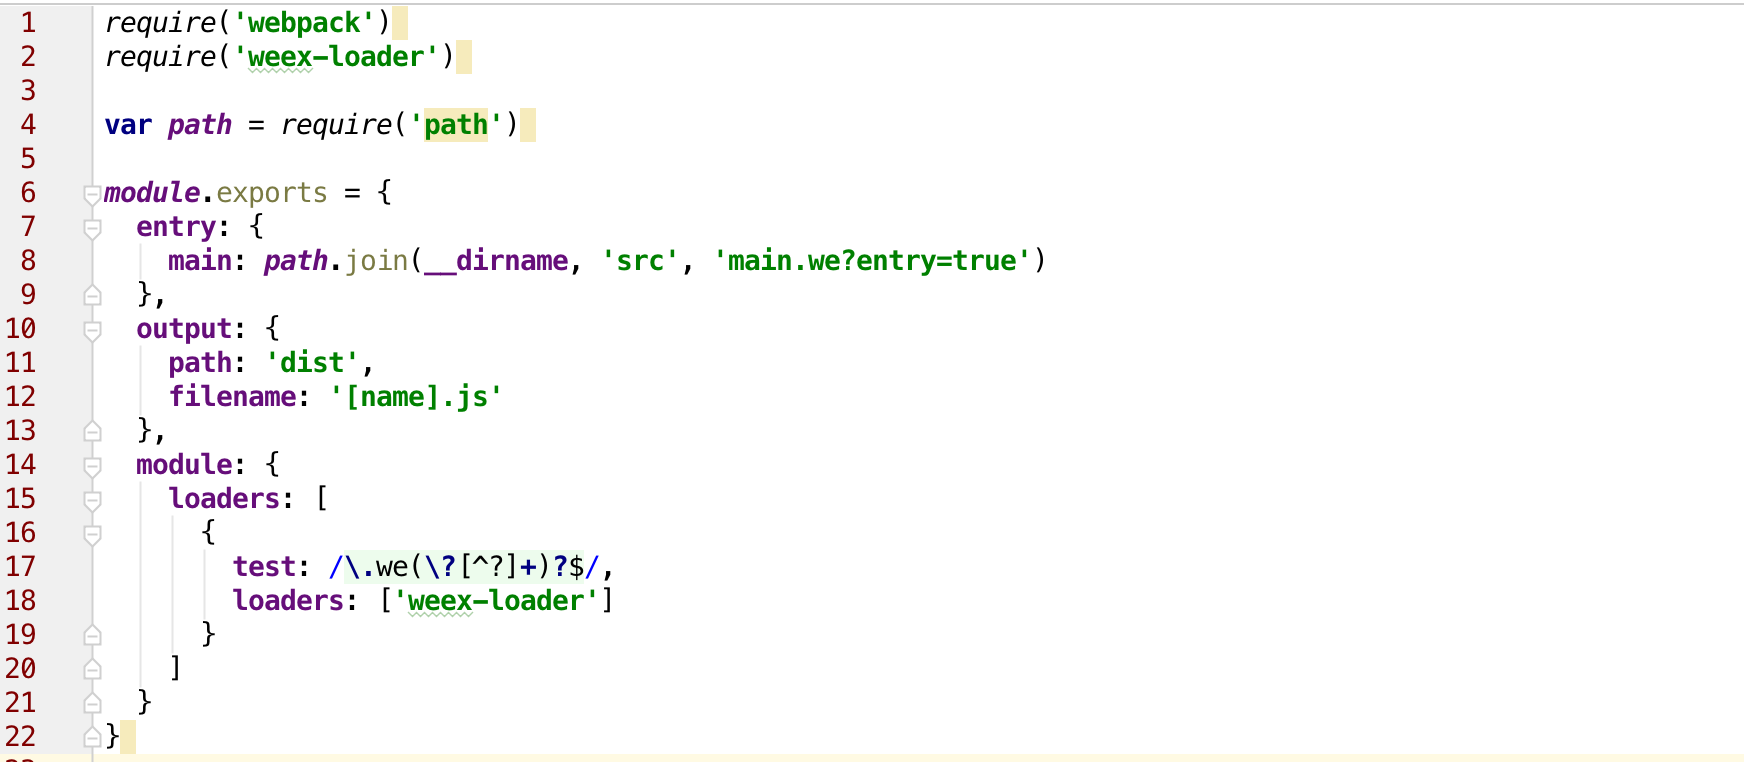 1 require('webpack')
2 require('weex-loader')
3
4 var path = require('path')
5
6 module.exports = {
7   entry: {
8     main: path.join(__dirname, 'src', 'main.we?entry=true')
9   },
10   output: {
11     path: 'dist',
12     filename: '[name].js'
13   },
14   module: {
15     loaders: [
16       {
17         test: /\.we(\?[^?]+)?$/,
18         loaders: ['weex-loader']
19       }
20     ]
21   }
22 }